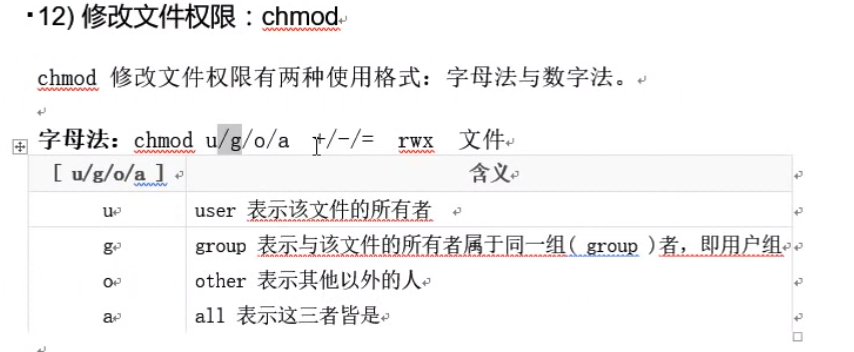 ▪12) 修改文件权限：chmod
chmod 修改文件权限有两种使用格式：字母法与数字法。
字母法：chmod u/g/o/a +/-/= rwx 文件
[ u/g/o/a ] 含义
u user 表示该文件的所有者
g group 表示与该文件的所有者属于同一组( group )者，即用户组
o other 表示其他以外的人
a all 表示这三者皆是